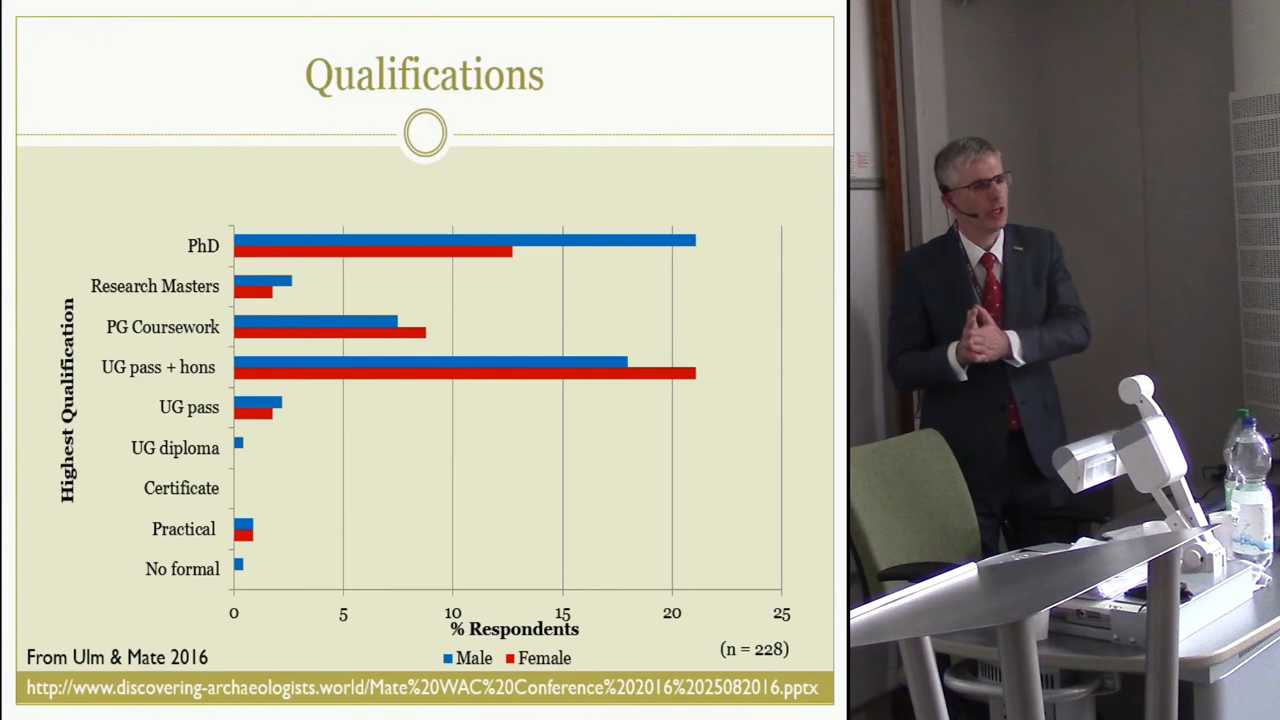 Qualifications
Highest Qualification
PhD
Research Masters
PG Coursework
UG pass + hons
UG pass
UG diploma
Certificate
Practical
No formal
0 5 10 15 20 25
% Respondents
Male Female
(n = 228)
From Ulm & Mate 2016
http://www.discovering-archaeologists.world/Mate%20WAC%20Conference%202016%2025082016.pptx